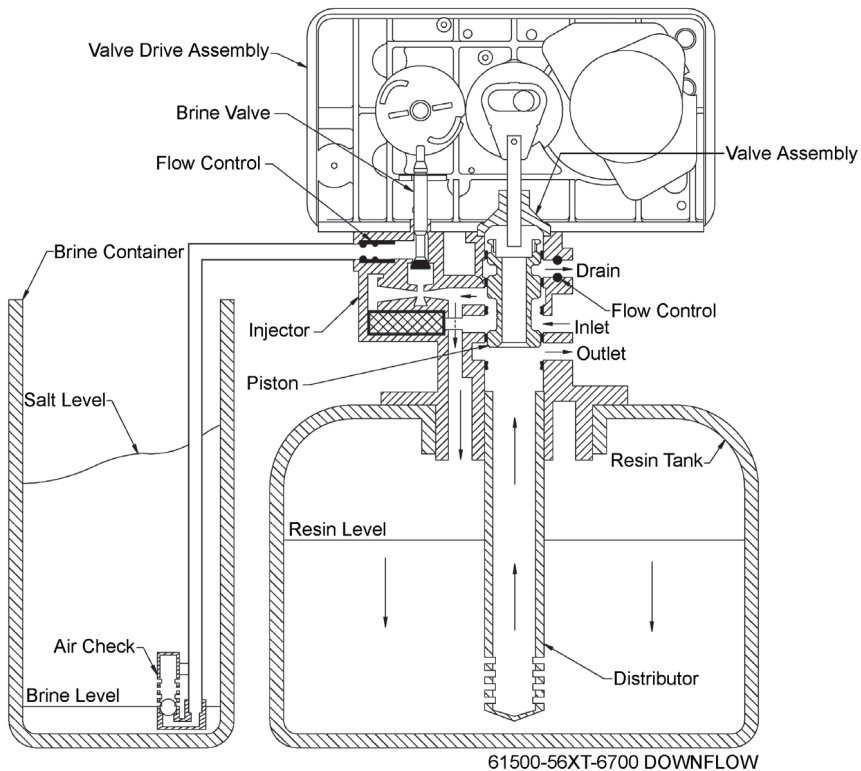 Valve Drive Assembly
Brine Valve
Flow Control
Valve Assembly
Brine Container
Drain
Flow Control
Injector
Inlet
Outlet
Piston
Salt Level
Resin Tank
Resin Level
Air Check
Distributor
Brine Level
61500-56XT-6700 DOWNFLOW